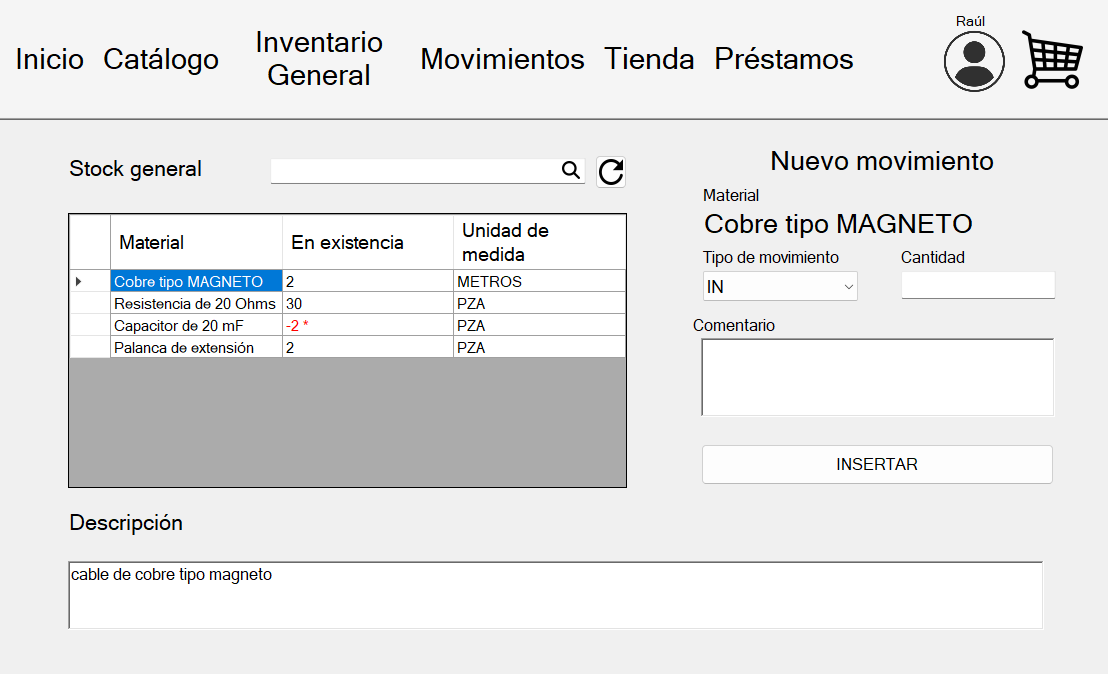 Raúl
Inicio Catálogo Inventario General Movimientos Tienda Préstamos
Stock general
Material En existencia Unidad de medida
Cobre tipo MAGNETO 2 METROS
Resistencia de 20 Ohms 30 PZA
Capacitor de 20 mF -2 * PZA
Palanca de extensión 2 PZA
Nuevo movimiento
Material
Cobre tipo MAGNETO
Tipo de movimiento Cantidad
IN
Comentario
INSERTAR
Descripción
cable de cobre tipo magneto